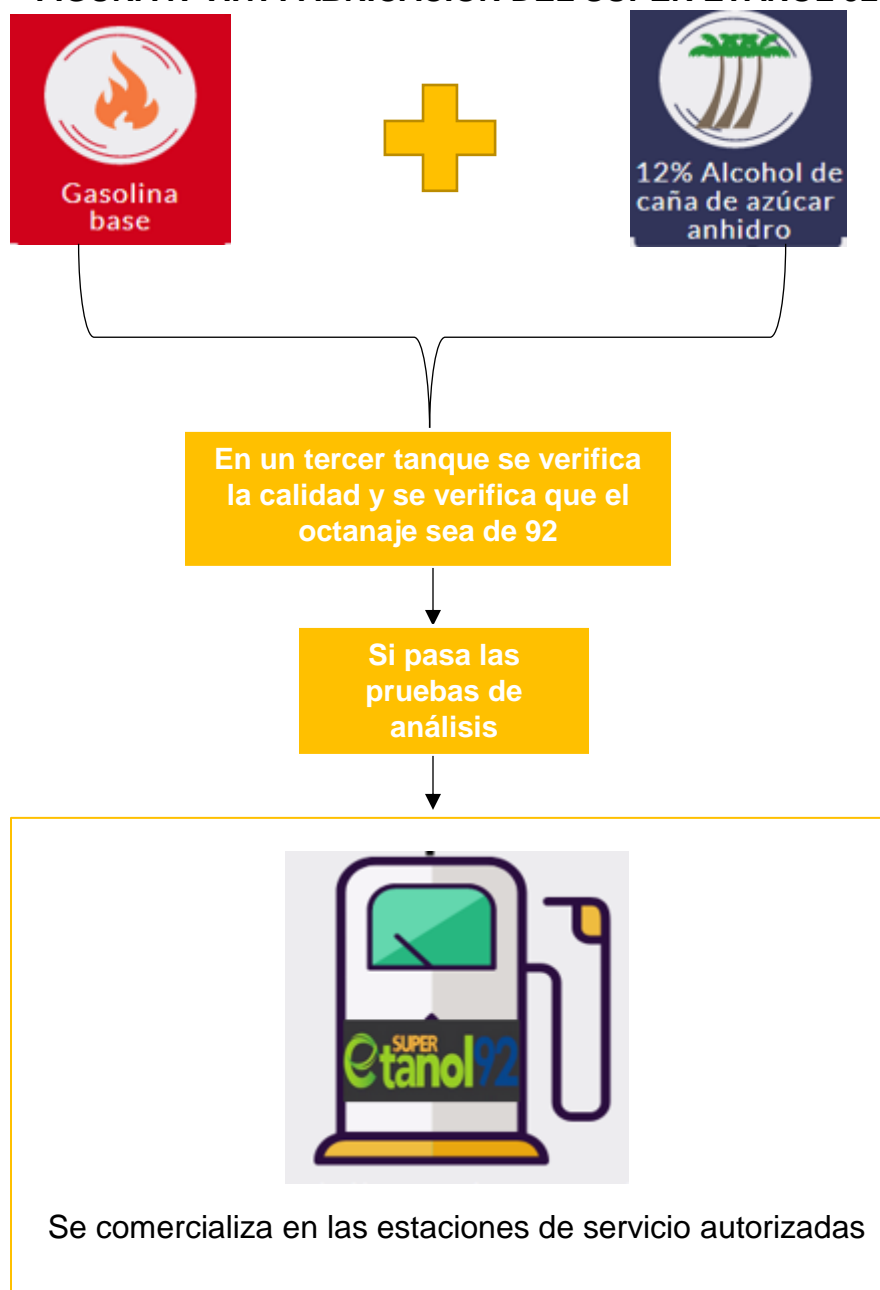 Gasolina
base
12% Alcohol de
caña de azúcar
anhidro
En un tercer tanque se verifica
la calidad y se verifica que el
octanaje sea de 92
Si pasa las
pruebas de
análisis
SUPER
etanol 92
Se comercializa en las estaciones de servicio autorizadas